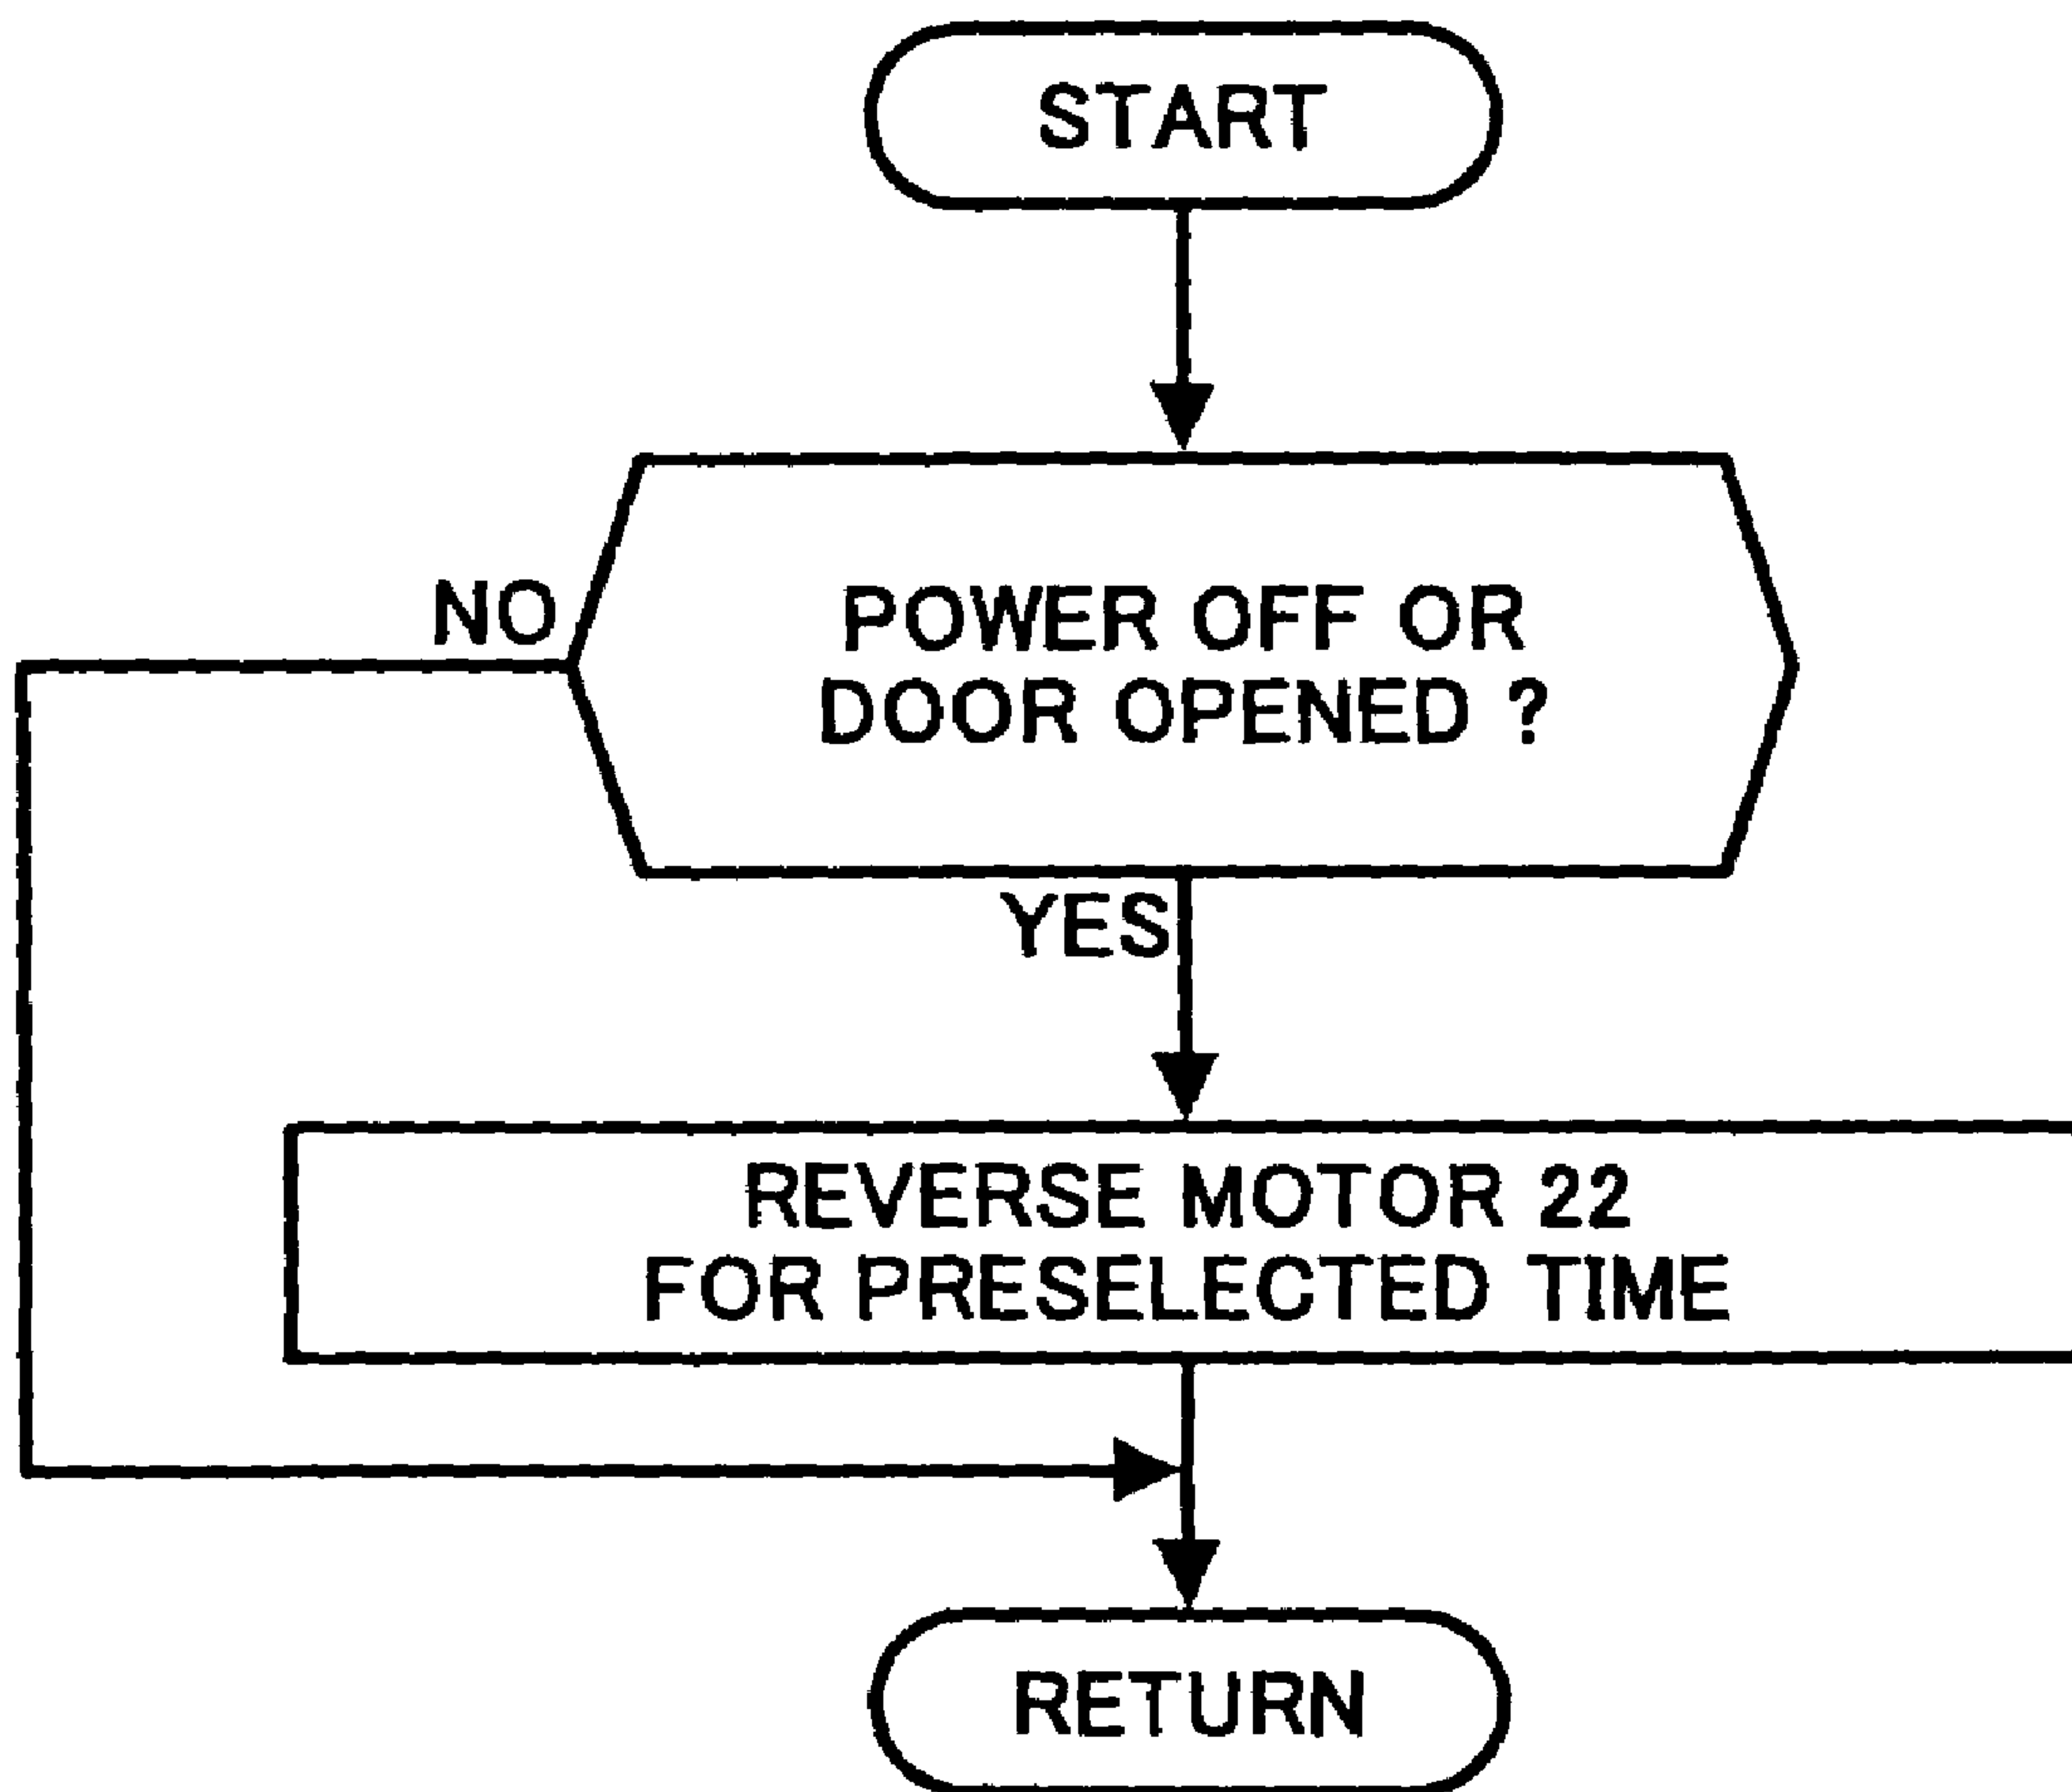 START
NO
POWER OFF OR
DOOR OPENED ?
YES
REVERSE MOTOR 22
FOR PRESELECTED TIME
RETURN